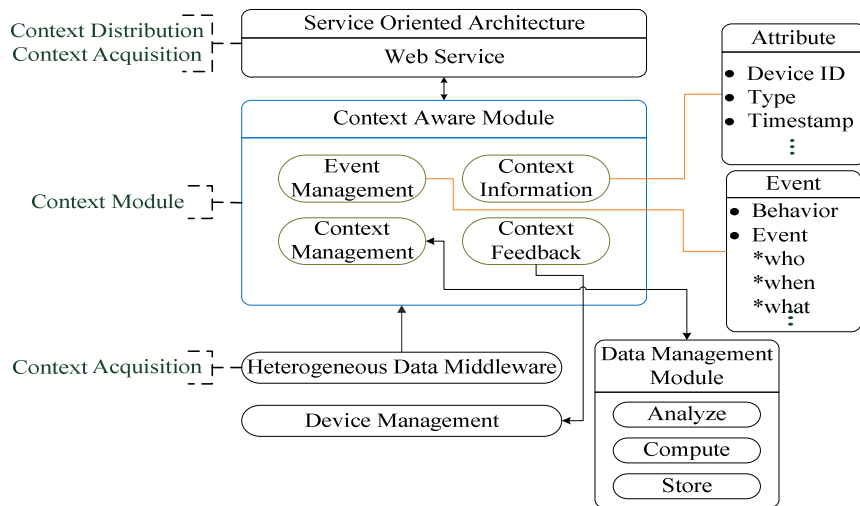 Context Distribution
Context Acquisition
Service Oriented Architecture
Web Service
Attribute
● Device ID
● Type
● Timestamp
⋮
Context Aware Module
Event
Management
Context
Information
Context Module
Context
Management
Context
Feedback
Event
● Behavior
● Event
*who
*when
*what
⋮
Context Acquisition
Heterogeneous Data Middleware
Device Management
Data Management
Module
Analyze
Compute
Store